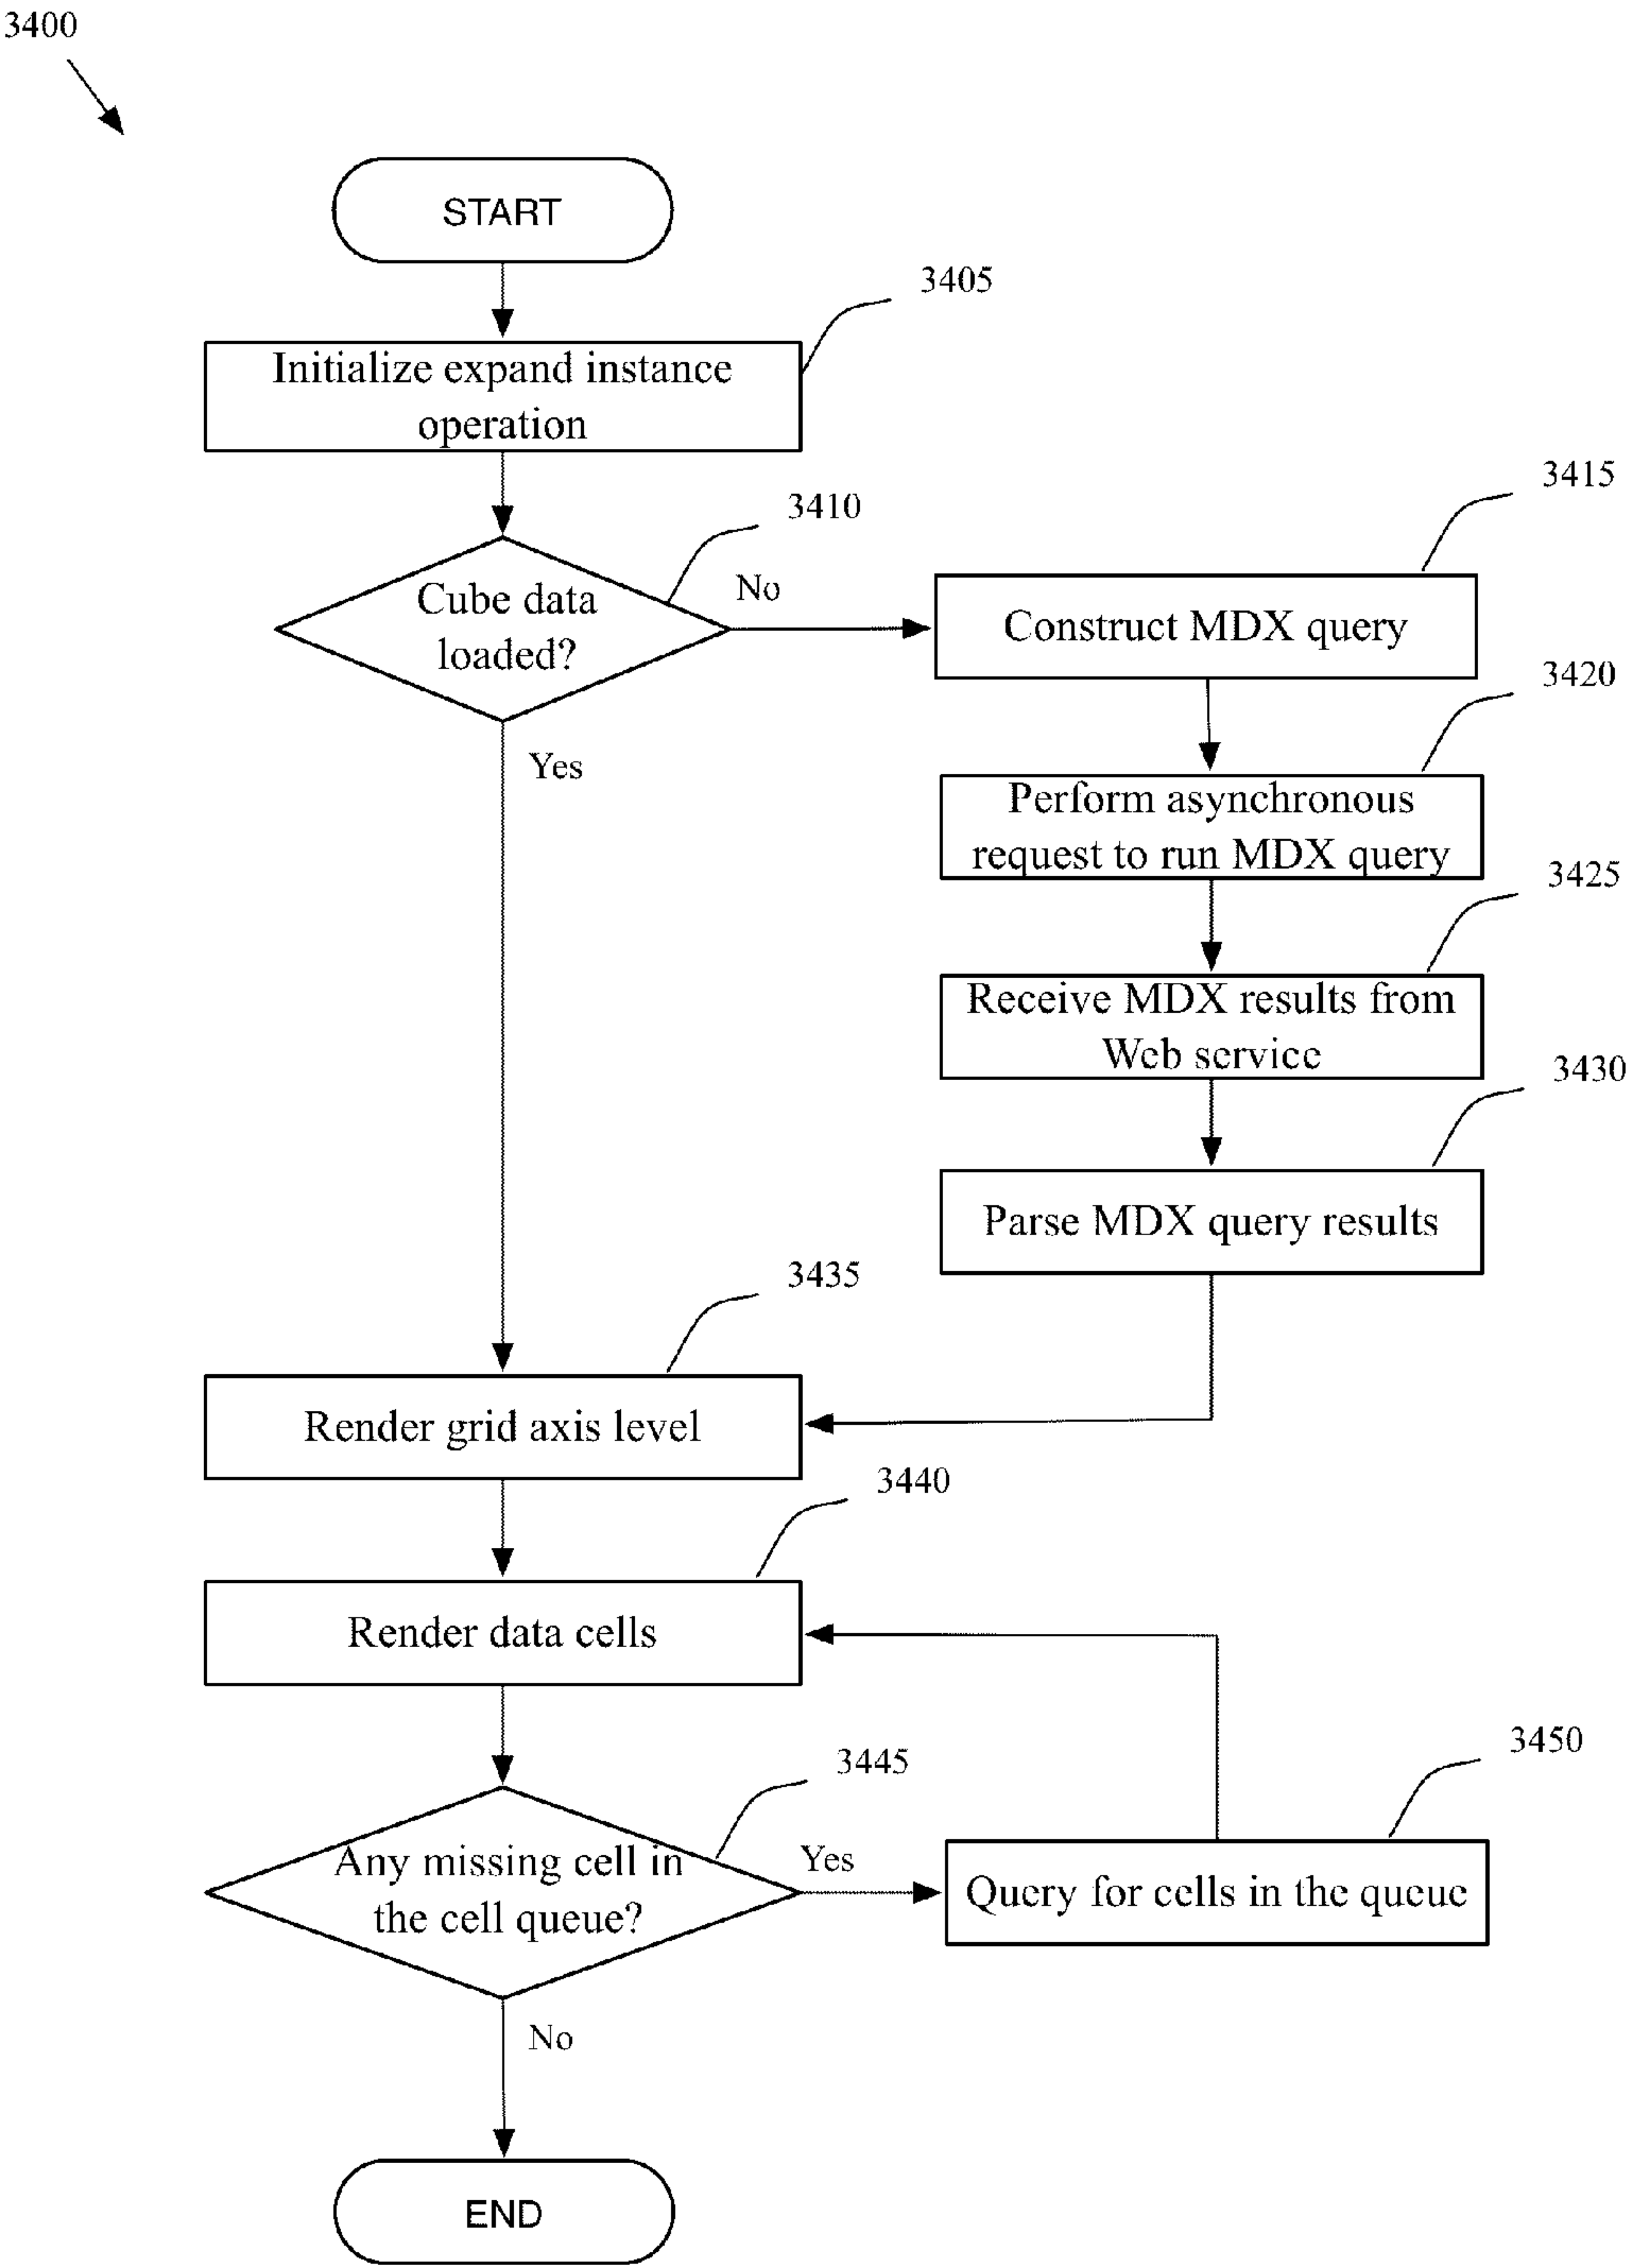 3400
START
3405
Initialize expand instance
operation
3410
Cube data
loaded?
No
Yes
3415
Construct MDX query
3420
Perform asynchronous
request to run MDX query
3425
Receive MDX results from
Web service
3430
Parse MDX query results
3435
Render grid axis level
3440
Render data cells
3445
Any missing cell in
the cell queue?
Yes
3450
Query for cells in the queue
No
END